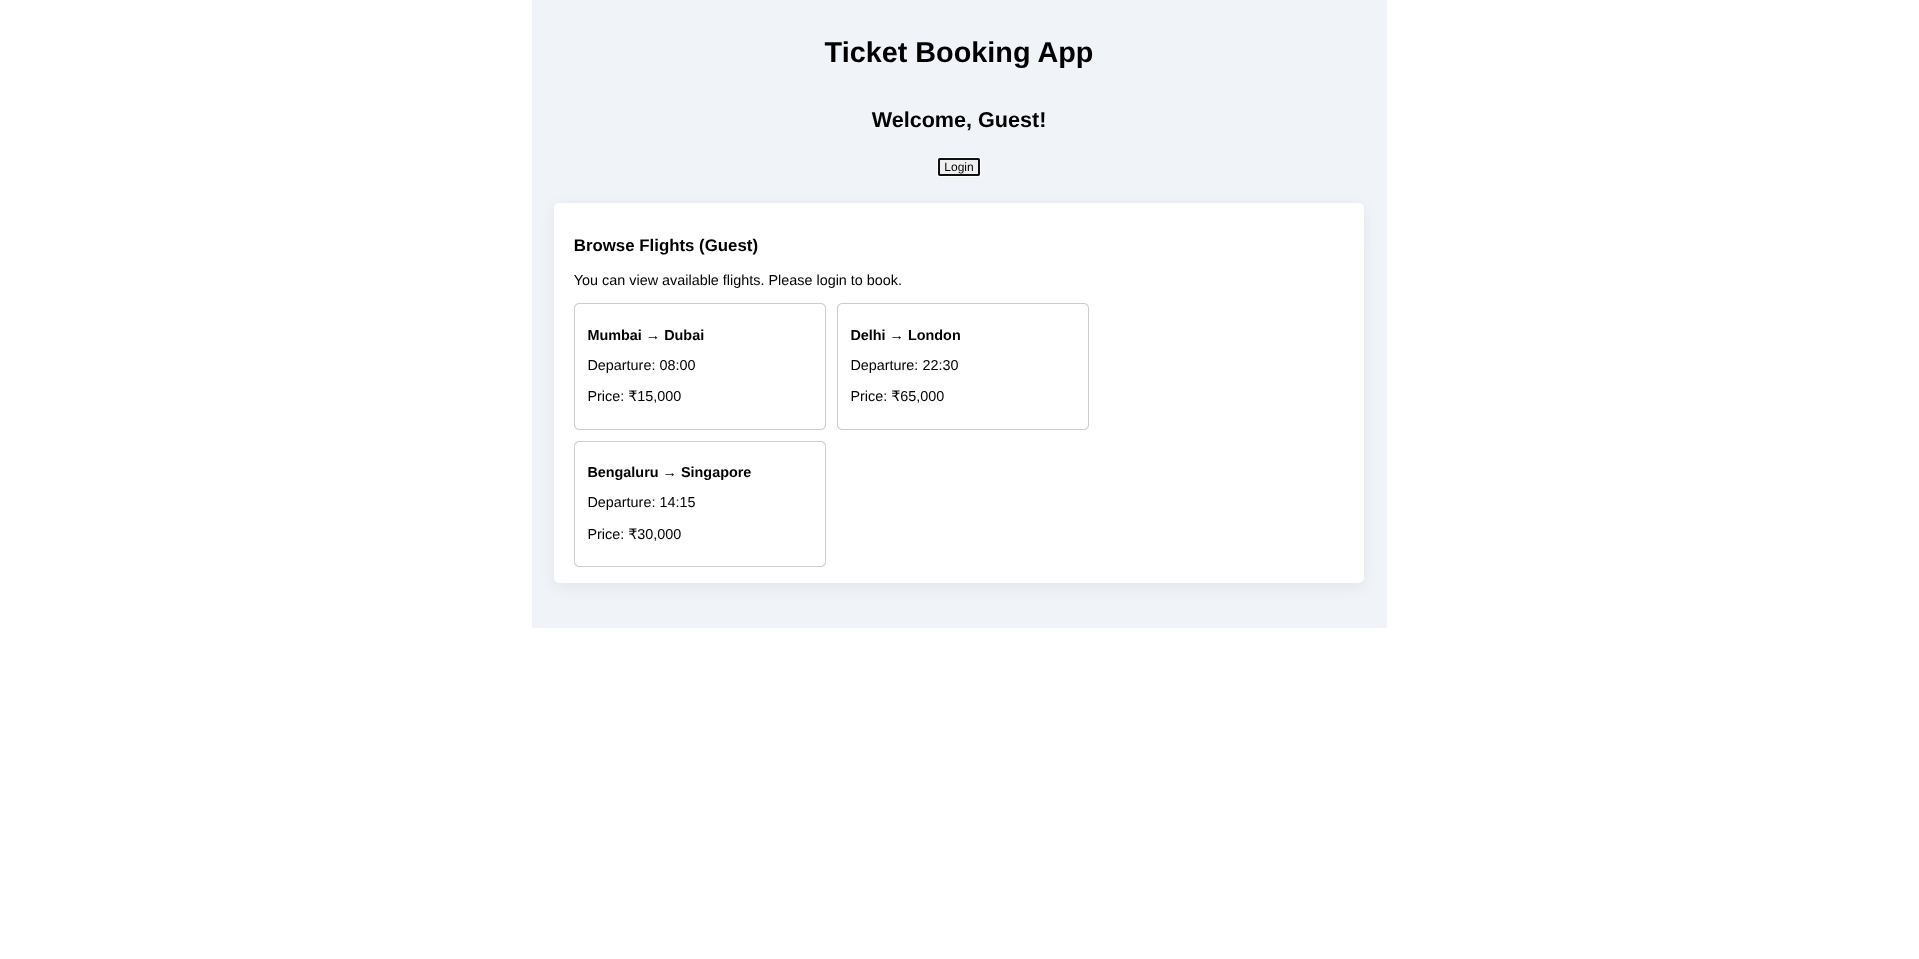 Ticket Booking App
Welcome, Guest!
Login
Browse Flights (Guest)
You can view available flights. Please login to book.
Mumbai → Dubai
Departure: 08:00
Price: ₹15,000
Delhi → London
Departure: 22:30
Price: ₹65,000
Bengaluru → Singapore
Departure: 14:15
Price: ₹30,000